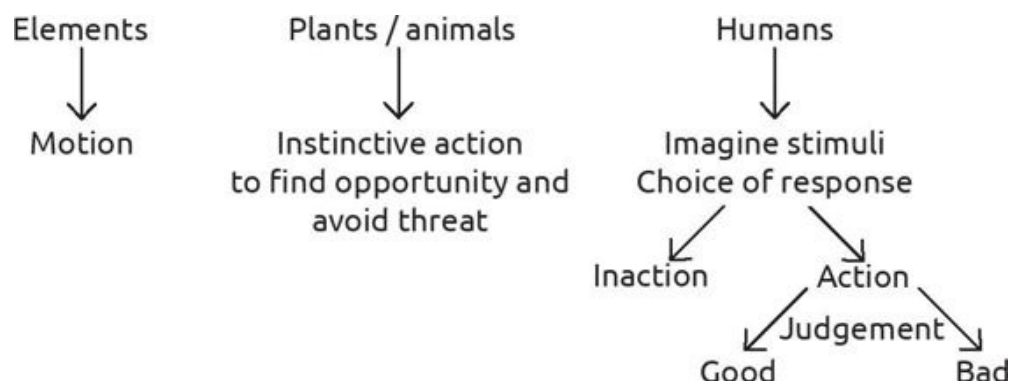 Elements
Plants / animals
Humans
Motion
Instinctive action
to find opportunity and
avoid threat
Imagine stimuli
Choice of response
Inaction
Action
Judgement
Good
Bad